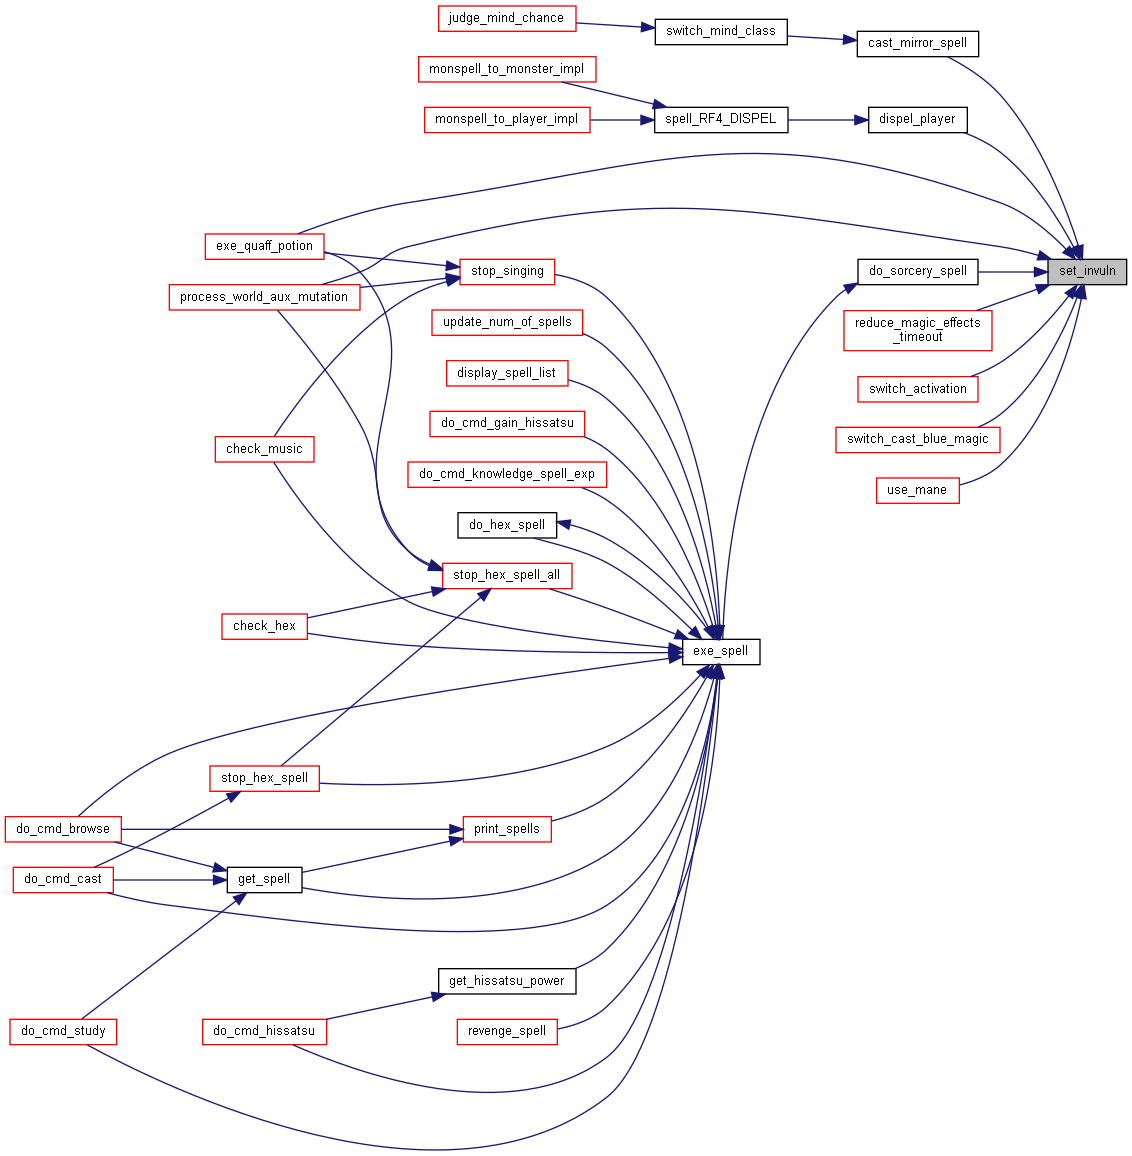 judge_mind_chance
switch_mind_class
cast_mirror_spell
monspell_to_monster_impl
monspell_to_player_impl
spell_RF4_DISPEL
dispel_player
exe_quaff_potion
stop_singing
do_sorcery_spell
set_invuln
process_world_aux_mutation
update_num_of_spells
reduce_magic_effects
_timeout
display_spell_list
switch_activation
do_cmd_gain_hissatsu
check_music
switch_cast_blue_magic
do_cmd_knowledge_spell_exp
use_mane
do_hex_spell
stop_hex_spell_all
check_hex
exe_spell
stop_hex_spell
do_cmd_browse
print_spells
do_cmd_cast
get_spell
get_hissatsu_power
do_cmd_study
do_cmd_hissatsu
revenge_spell